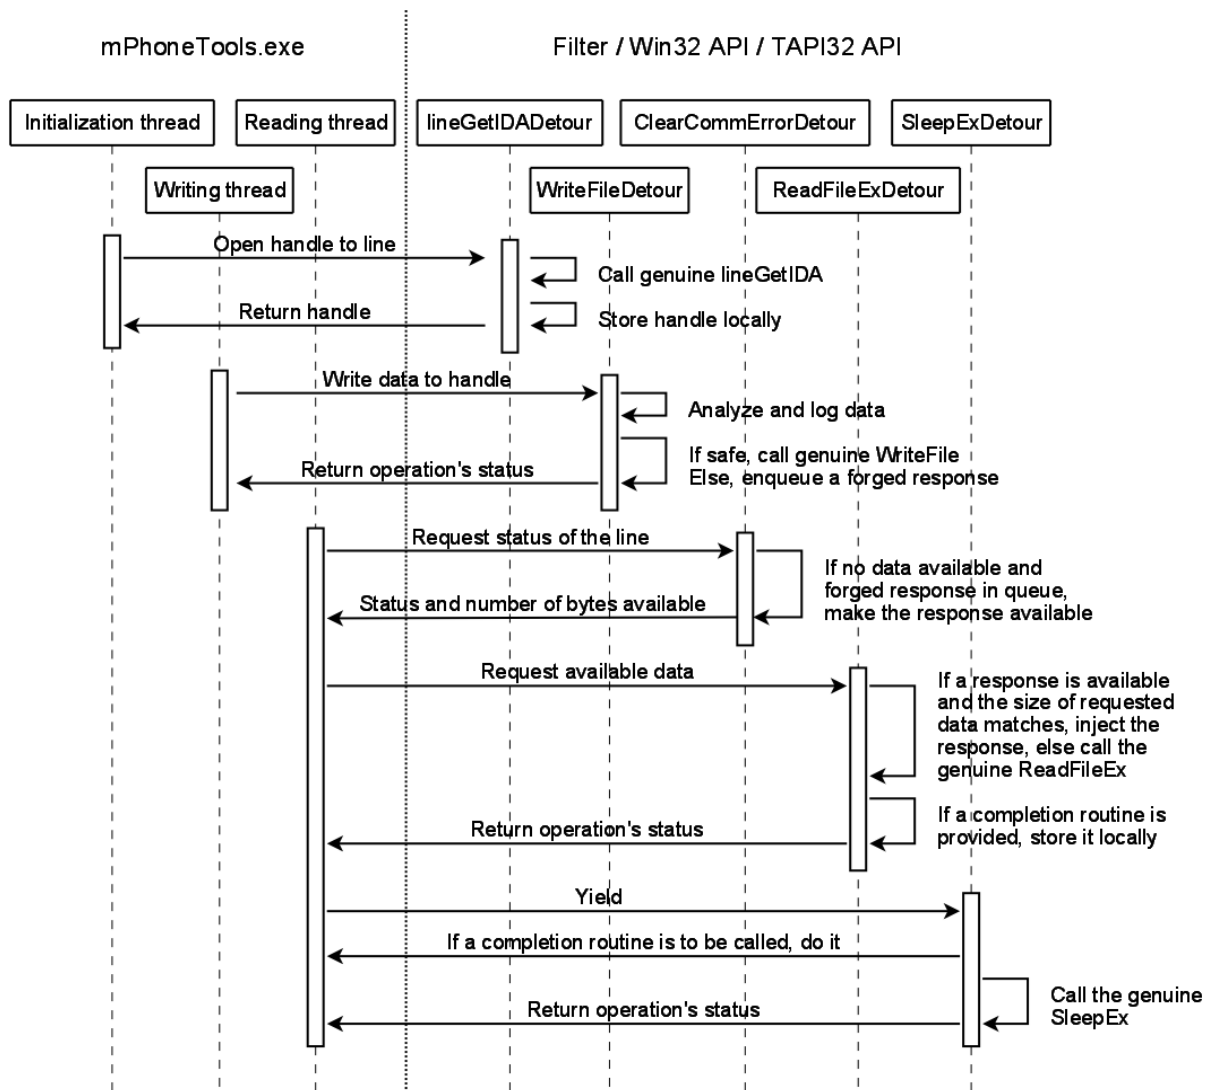 mPhoneTools.exe
Filter / Win32 API / TAPI32 API
Initialization thread
Reading thread
lineGetIDADetour
ClearCommErrorDetour
SleepExDetour
Writing thread
WriteFileDetour
ReadFileExDetour
Open handle to line
Call genuine lineGetIDA
Return handle
Store handle locally
Write data to handle
Analyze and log data
If safe, call genuine WriteFile
Else, enqueue a forged response
Return operation's status
Request status of the line
If no data available and
forged response in queue,
make the response available
Status and number of bytes available
Request available data
If a response is available
and the size of requested
data matches, inject the
response, else call the
genuine ReadFileEx
If a completion routine is
provided, store it locally
Return operation's status
Yield
If a completion routine is to be called, do it
Call the genuine
SleepEx
Return operation's status